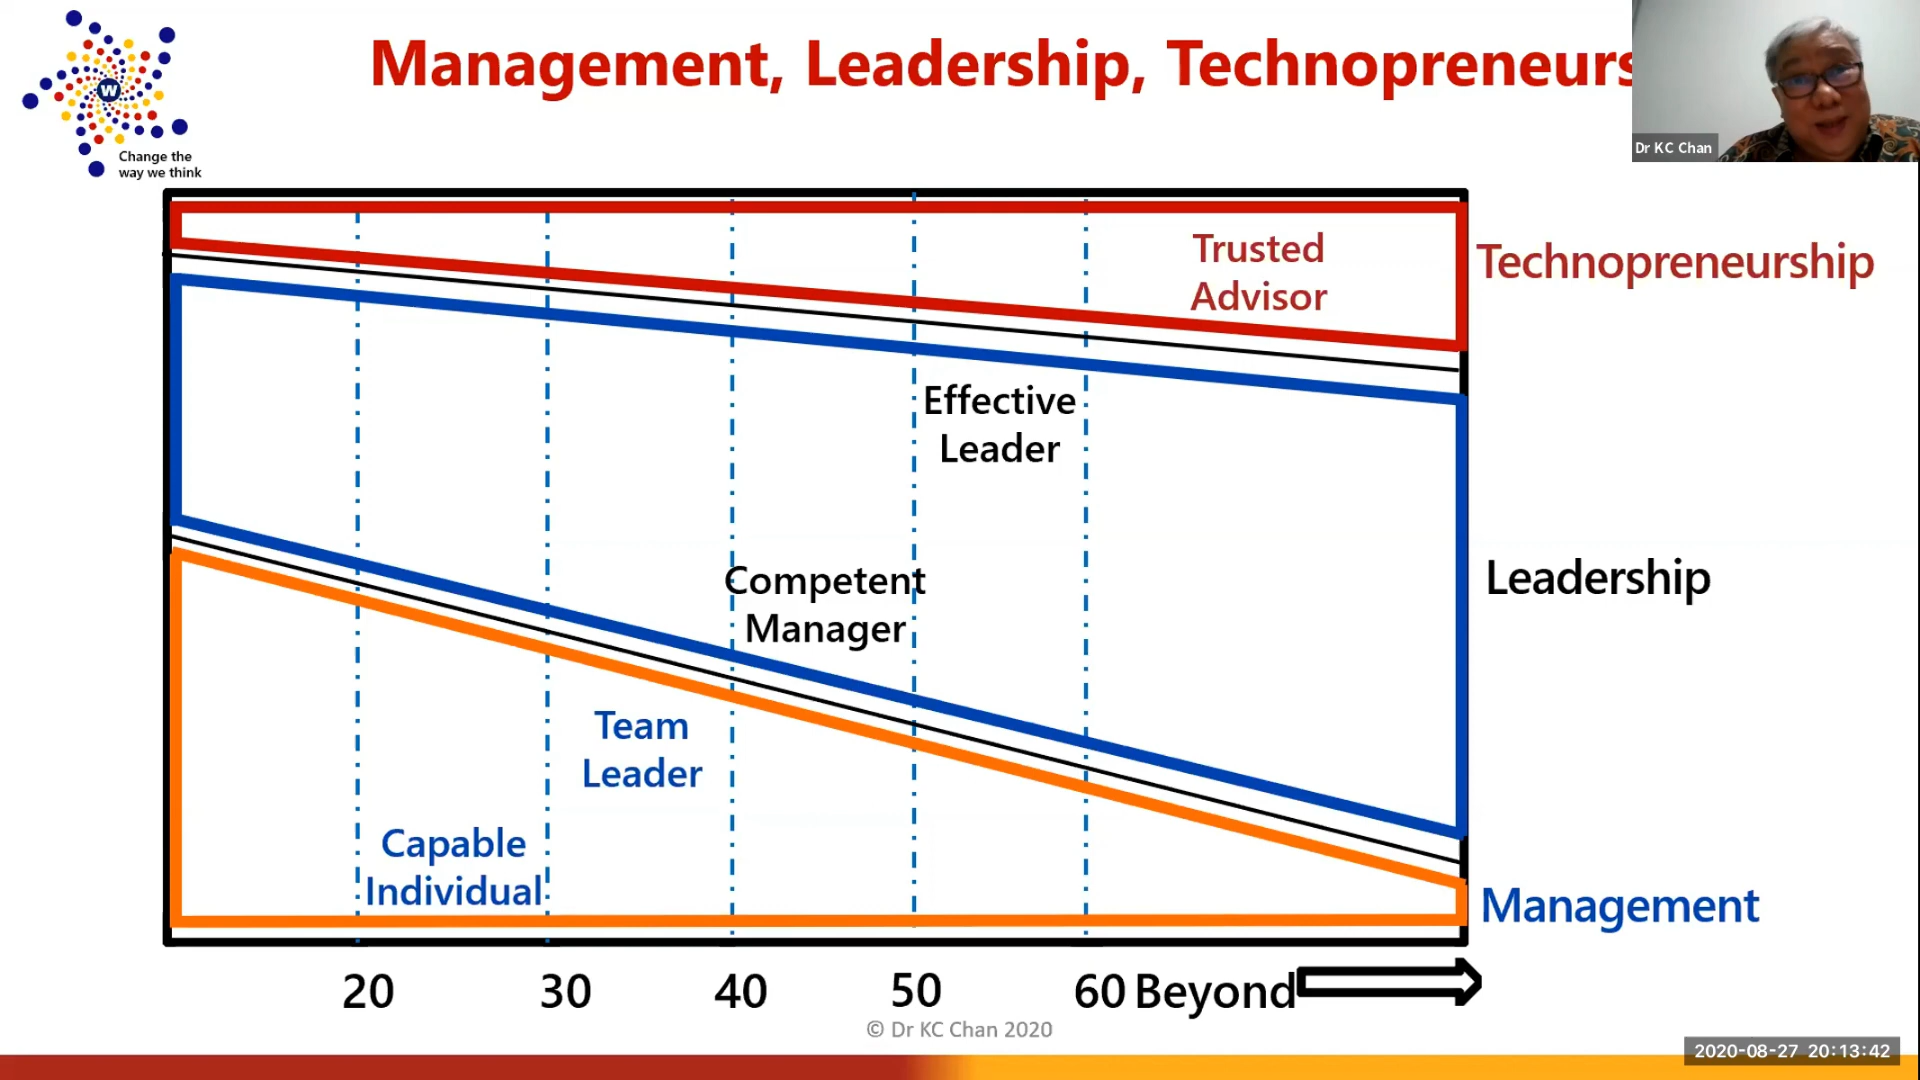 Management, Leadership, Technopreneurs
W
Change the
way we think
Dr KC Chan
Trusted
Advisor
Technopreneurship
Effective
Leader
Competent
Manager
Leadership
Team
Leader
Capable
Individual
Management
20 30 40 50 60 Beyond
© Dr KC Chan 2020
2020-08-27 20:13:42